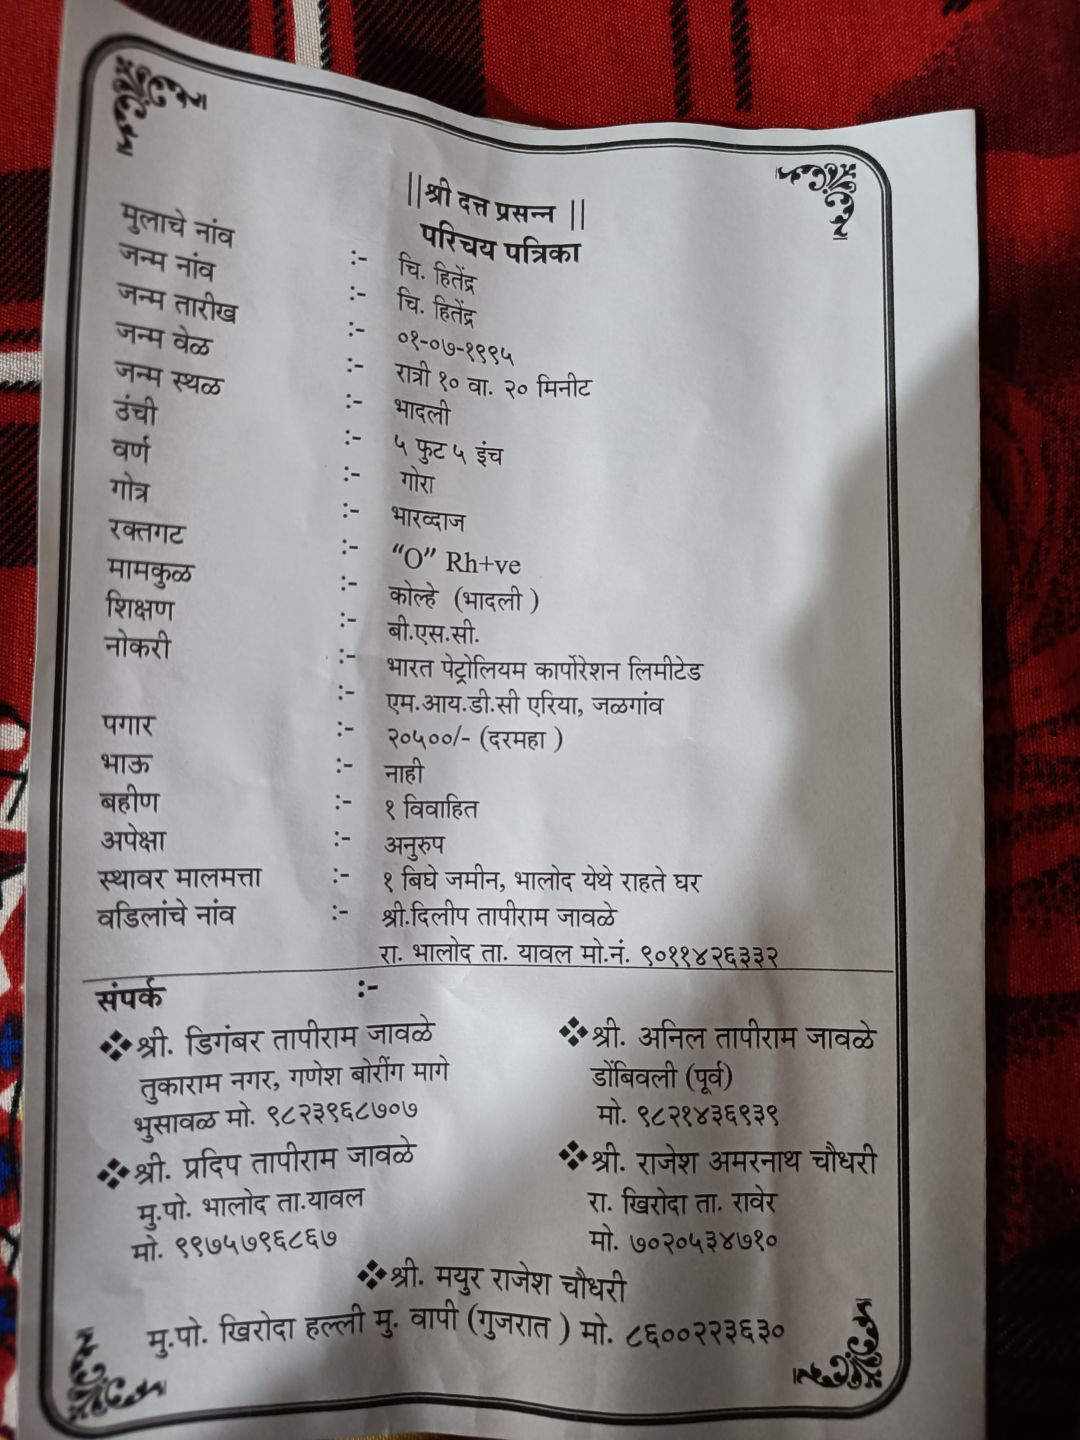 ||श्री दत्त प्रसन्न ||
परिचय पत्रिका
मुलाचे नांव :- चि. हितेंद्र
जन्म नांव :- चि. हितेंद्र
जन्म तारीख :- ०१-०७-१९९५
जन्म वेळ :- रात्री १० वा. २० मिनीट
जन्म स्थळ :- भादली
उंची :- ५ फुट ५ इंच
वर्ण :- गोरा
गोत्र :- भारव्दाज
रक्तगट :- “O” Rh+ve
मामकुळ :- कोल्हे (भादली )
शिक्षण :- बी.एस.सी.
नोकरी :- भारत पेट्रोलियम कार्पोरेशन लिमीटेड
:- एम.आय.डी.सी एरिया, जळगांव
पगार :- २०५००/- (दरमहा )
भाऊ :- नाही
बहीण :- १ विवाहित
अपेक्षा :- अनुरुप
स्थावर मालमत्ता :- १ बिघे जमीन, भालोद येथे राहते घर
वडिलांचे नांव :- श्री.दिलीप तापीराम जावळे
रा. भालोद ता. यावल मो.नं. ९०११४२६३३२
संपर्क :-
❖श्री. डिगंबर तापीराम जावळे
तुकाराम नगर, गणेश बोरींग मागे
भुसावळ मो. ९८२३९६८७०७
❖श्री. अनिल तापीराम जावळे
डोंबिवली (पूर्व)
मो. ९८२१४३६९३९
❖श्री. प्रदिप तापीराम जावळे
मु.पो. भालोद ता.यावल
मो. ९९७५७९६८६७
❖श्री. राजेश अमरनाथ चौधरी
रा. खिरोदा ता. रावेर
मो. ७०२०५३४७१०
❖श्री. मयुर राजेश चौधरी
मु.पो. खिरोदा हल्ली मु. वापी (गुजरात ) मो. ८६००२२३६३०